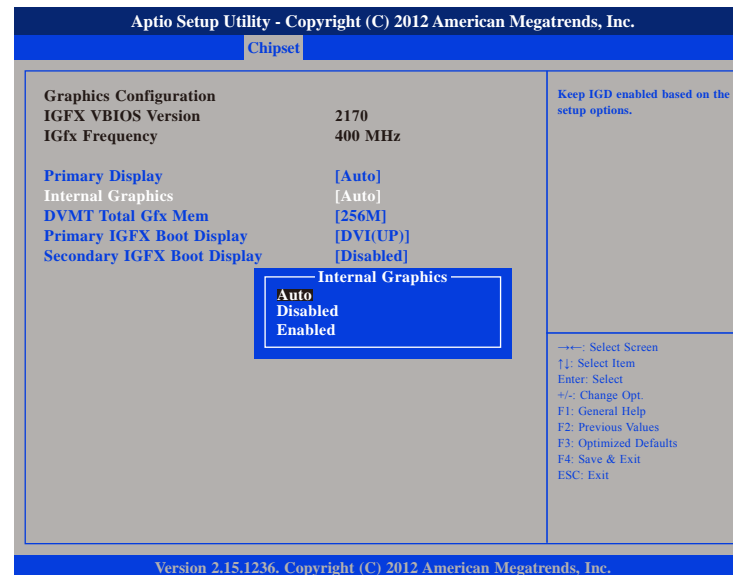 Aptio Setup Utility - Copyright (C) 2012 American Megatrends, Inc.
Chipset
Graphics Configuration
IGFX VBIOS Version 2170
IGfx Frequency 400 MHz
Primary Display [Auto]
Internal Graphics [Auto]
DVMT Total Gfx Mem [256M]
Primary IGFX Boot Display [DVI(UP)]
Secondary IGFX Boot Display [Disabled]
Internal Graphics
Auto
Disabled
Enabled
Keep IGD enabled based on the
setup options.
→←: Select Screen
↑↓: Select Item
Enter: Select
+/-: Change Opt.
F1: General Help
F2: Previous Values
F3: Optimized Defaults
F4: Save & Exit
ESC: Exit
Version 2.15.1236. Copyright (C) 2012 American Megatrends, Inc.